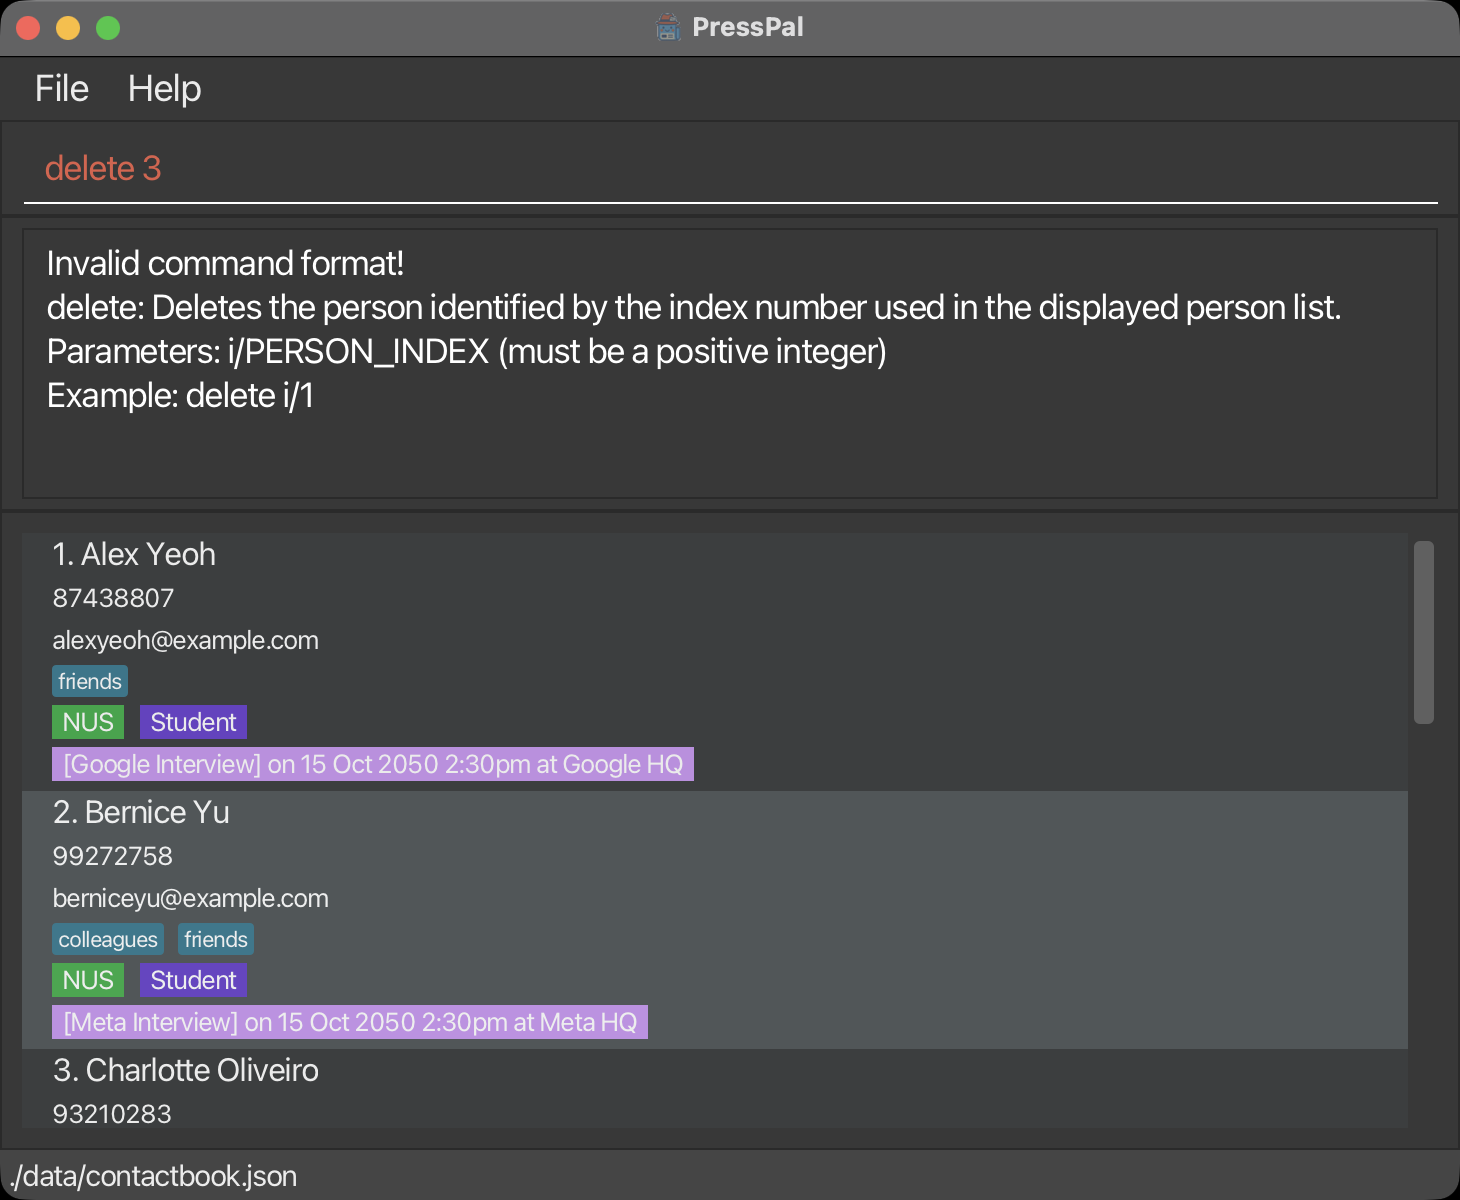 PressPal
File Help
delete 3
Invalid command format!
delete: Deletes the person identified by the index number used in the displayed person list.
Parameters: i/PERSON_INDEX (must be a positive integer)
Example: delete i/1
1. Alex Yeoh
87438807
alexyeoh@example.com
friends
NUS Student
[Google Interview] on 15 Oct 2050 2:30pm at Google HQ
2. Bernice Yu
99272758
berniceyu@example.com
colleagues friends
NUS Student
[Meta Interview] on 15 Oct 2050 2:30pm at Meta HQ
3. Charlotte Oliveiro
93210283
./data/contactbook.json